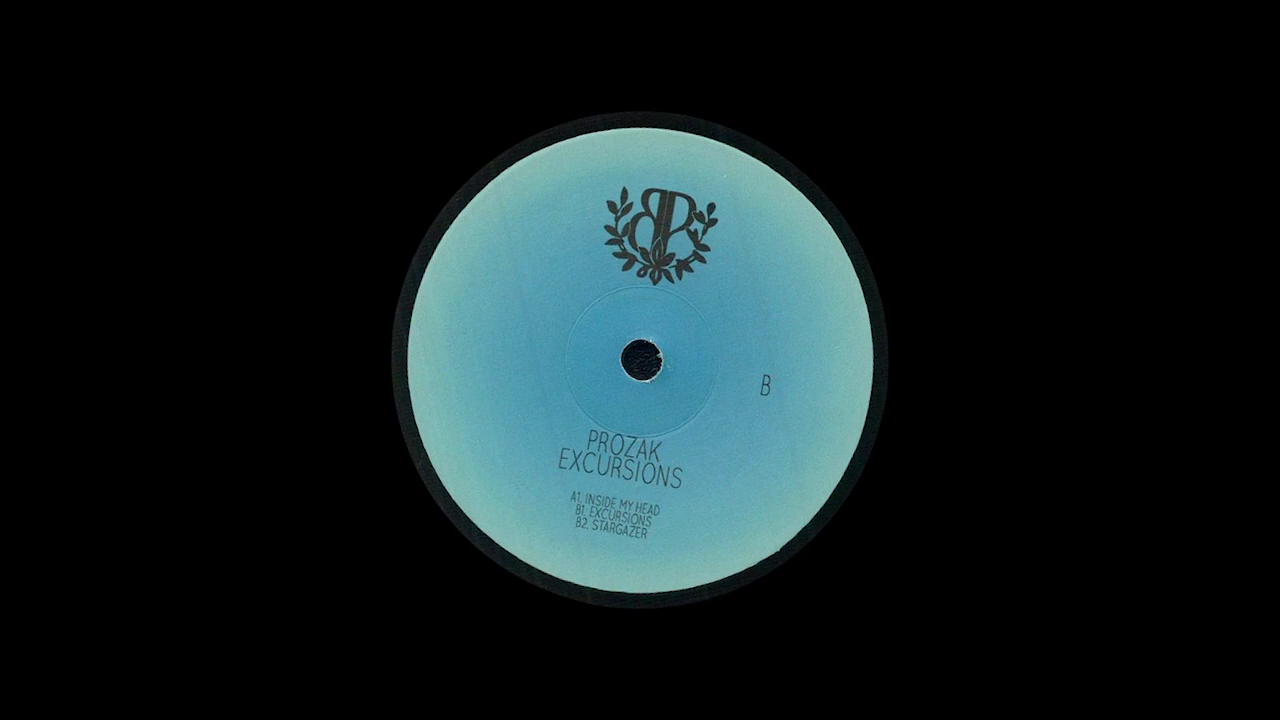 B
PROZAK
EXCURSIONS
A1. INSIDE MY HEAD
B1. EXCURSIONS
B2. STARGAZER